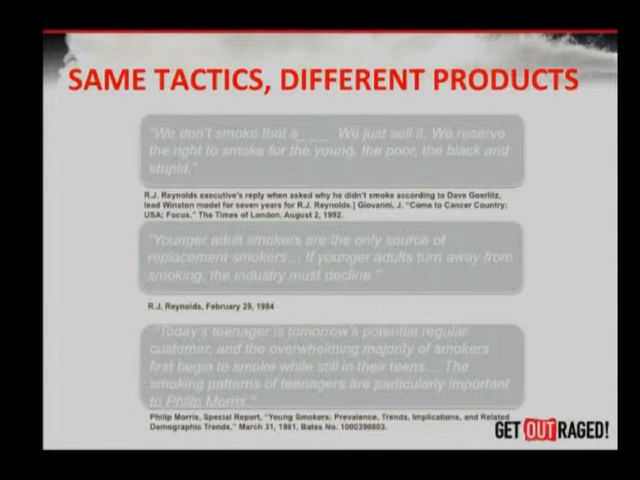 SAME TACTICS, DIFFERENT PRODUCTS
"We don't smoke that s_ _ _ We just sell it. We reserve
the right to smoke for the young, the poor, the black and
stupid."
R.J. Reynolds executive's reply when asked why he didn't smoke according to Dave Goerlitz,
lead Winston model for seven years for R.J. Reynolds.] Giovanni, J. "Come to Cancer Country;
USA; Focus," The Times of London, August 2, 1992.
"Younger adult smokers are the only source of
replacement smokers... If younger adults turn away from
smoking, the industry must decline."
R.J. Reynolds, February 29, 1984
"Today's teenager is tomorrow's potential regular
customer, and the overwhelming majority of smokers
first begin to smoke while still in their teens... The
smoking patterns of teenagers are particularly important
to Philip Morris."
Philip Morris, Special Report, "Young Smokers: Prevalence, Trends, Implications, and Related
Demographic Trends," March 31, 1981, Bates No. 1000390803.
GET OUTRAGED!